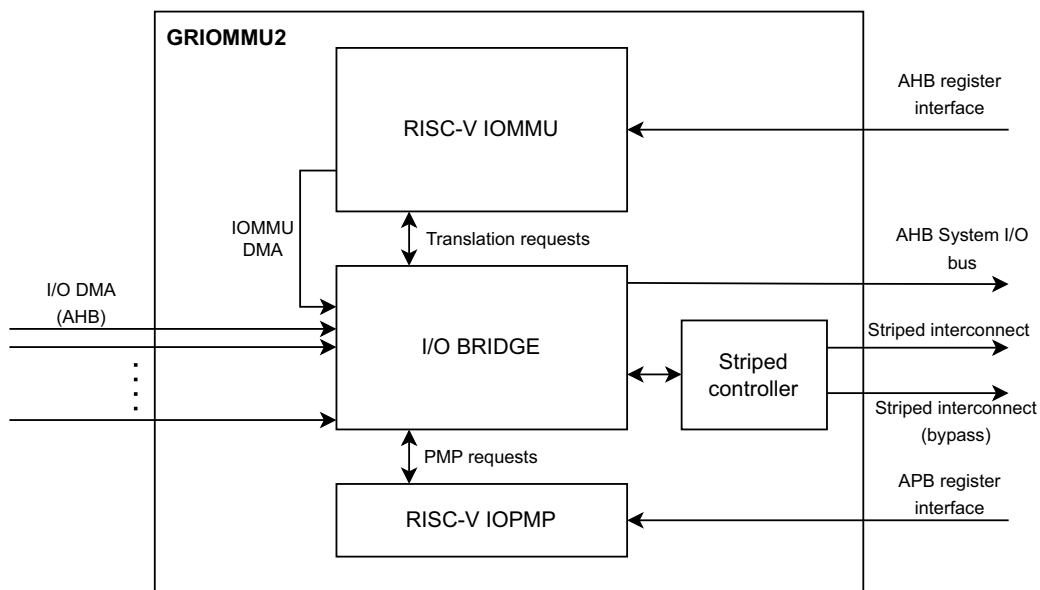 GRIOMMU2
RISC-V IOMMU
AHB register
interface
IOMMU
DMA
Translation requests
AHB System I/O
bus
I/O DMA
(AHB)
I/O BRIDGE
Striped interconnect
Striped
controller
Striped interconnect
(bypass)
PMP requests
APB register
interface
RISC-V IOPMP